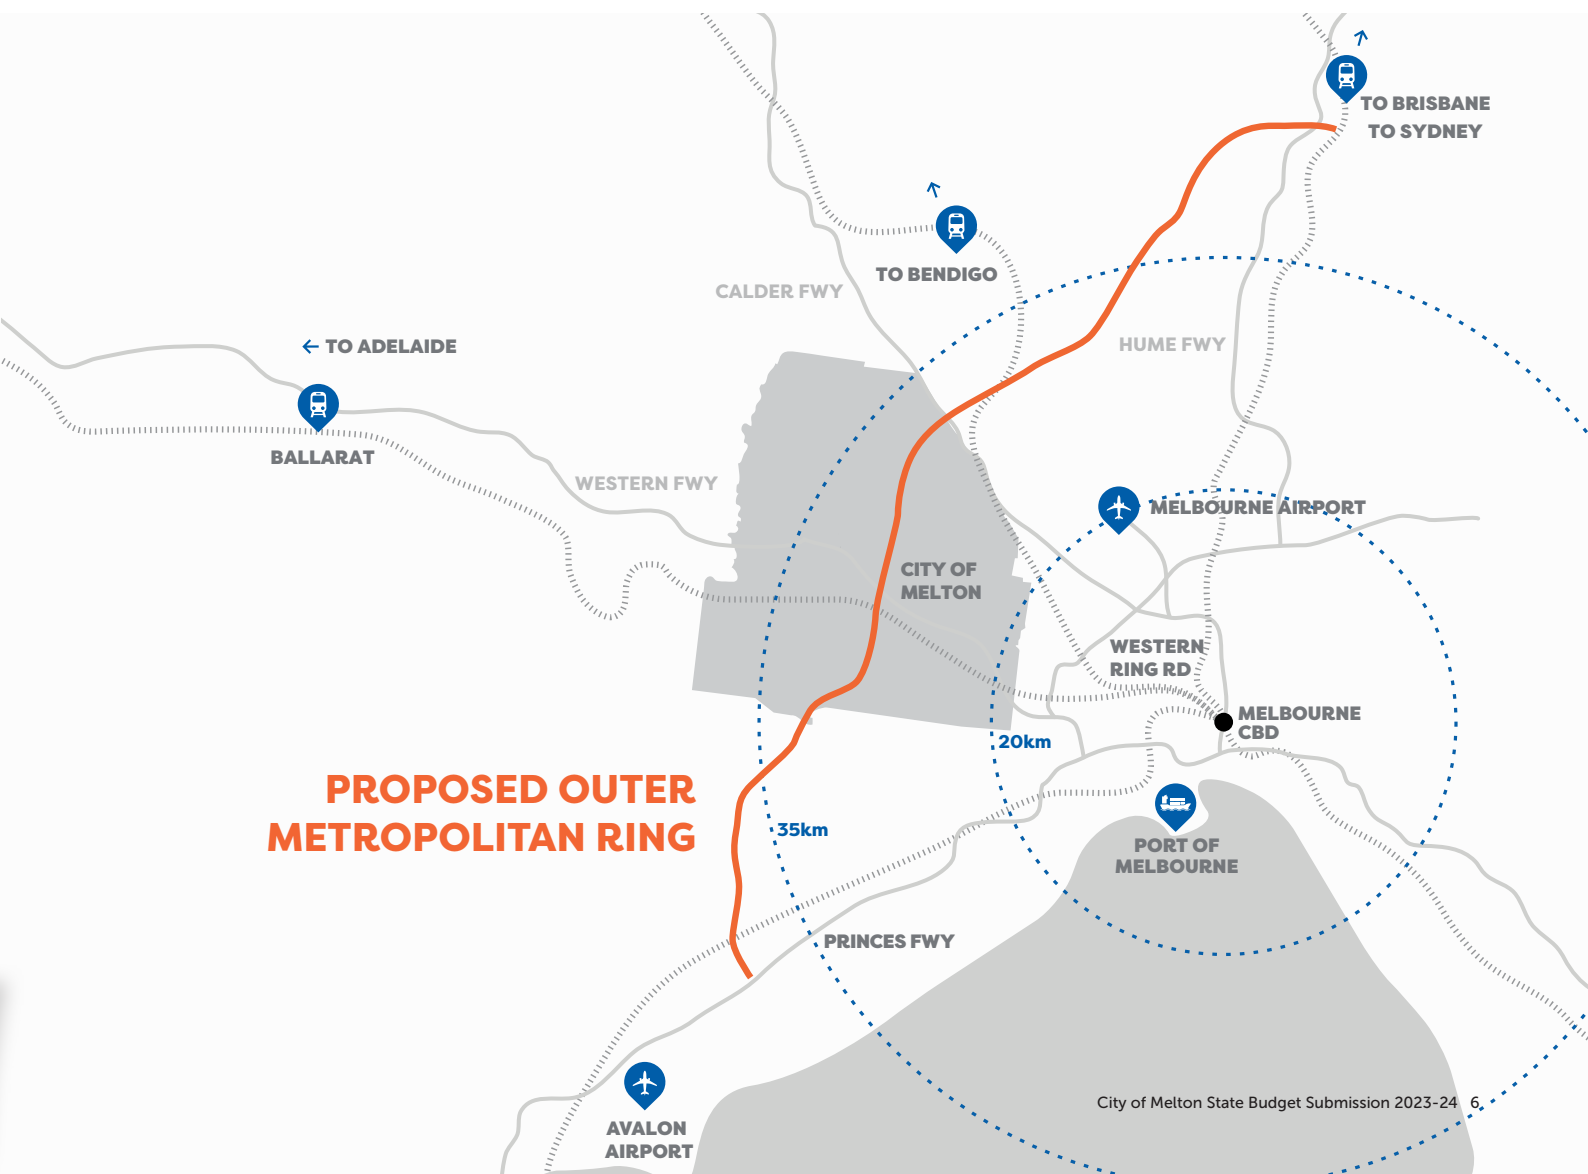 TO BRISBANE
TO SYDNEY
TO BENDIGO
CALDER FWY
HUME FWY
← TO ADELAIDE
BALLARAT
WESTERN FWY
MELBOURNE AIRPORT
CITY OF
MELTON
WESTERN
RING RD
MELBOURNE
CBD
20km
PROPOSED OUTER
METROPOLITAN RING
35km
PORT OF
MELBOURNE
PRINCES FWY
AVALON
AIRPORT
City of Melton State Budget Submission 2023-24 6